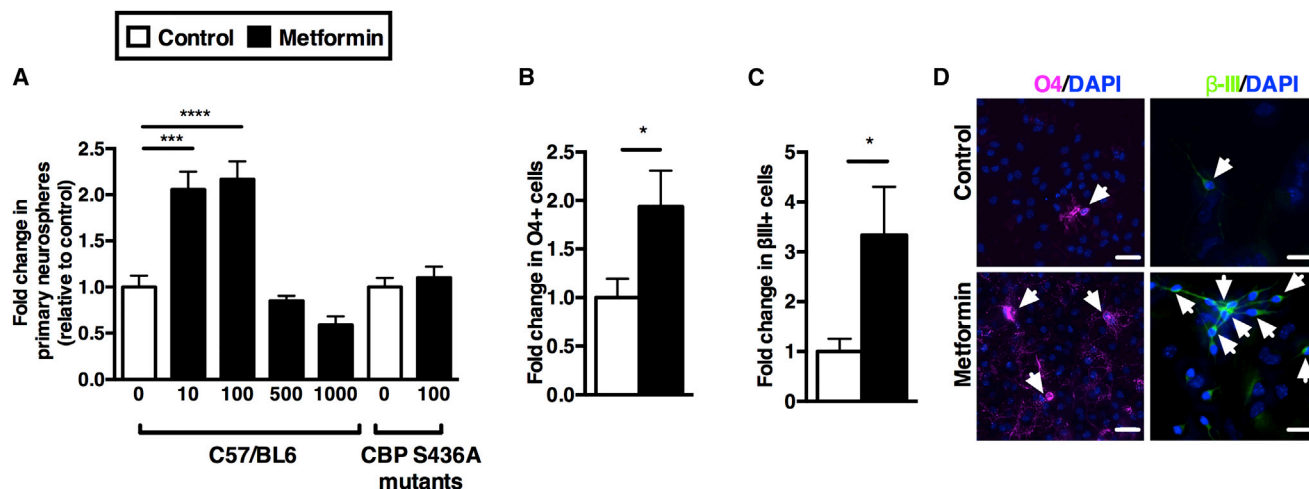 Control Metformin
A
Fold change in
primary neurospheres
(relative to control)
2.5
2.0
1.5
1.0
0.5
0.0
***
****
0 10 100 500 1000 0 100
C57/BL6
CBP S436A
mutants
B
Fold change in O4+ cells
2.5
2.0
1.5
1.0
0.5
0.0
*
C
Fold change in βIII+ cells
5
4
3
2
1
0
*
D
O4/DAPI
β-III/DAPI
Control
Metformin